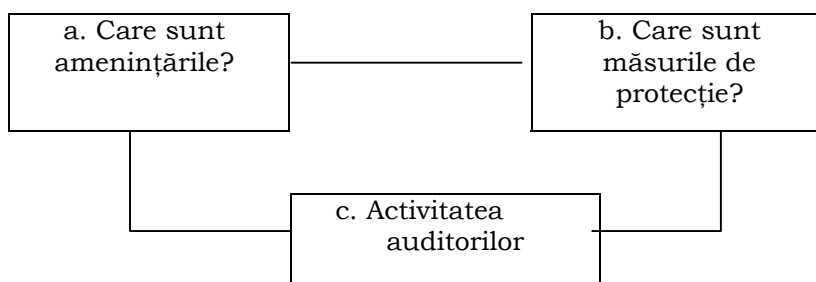 a. Care sunt
amenințările?
b. Care sunt
măsurile de
protecție?
c. Activitatea
auditorilor